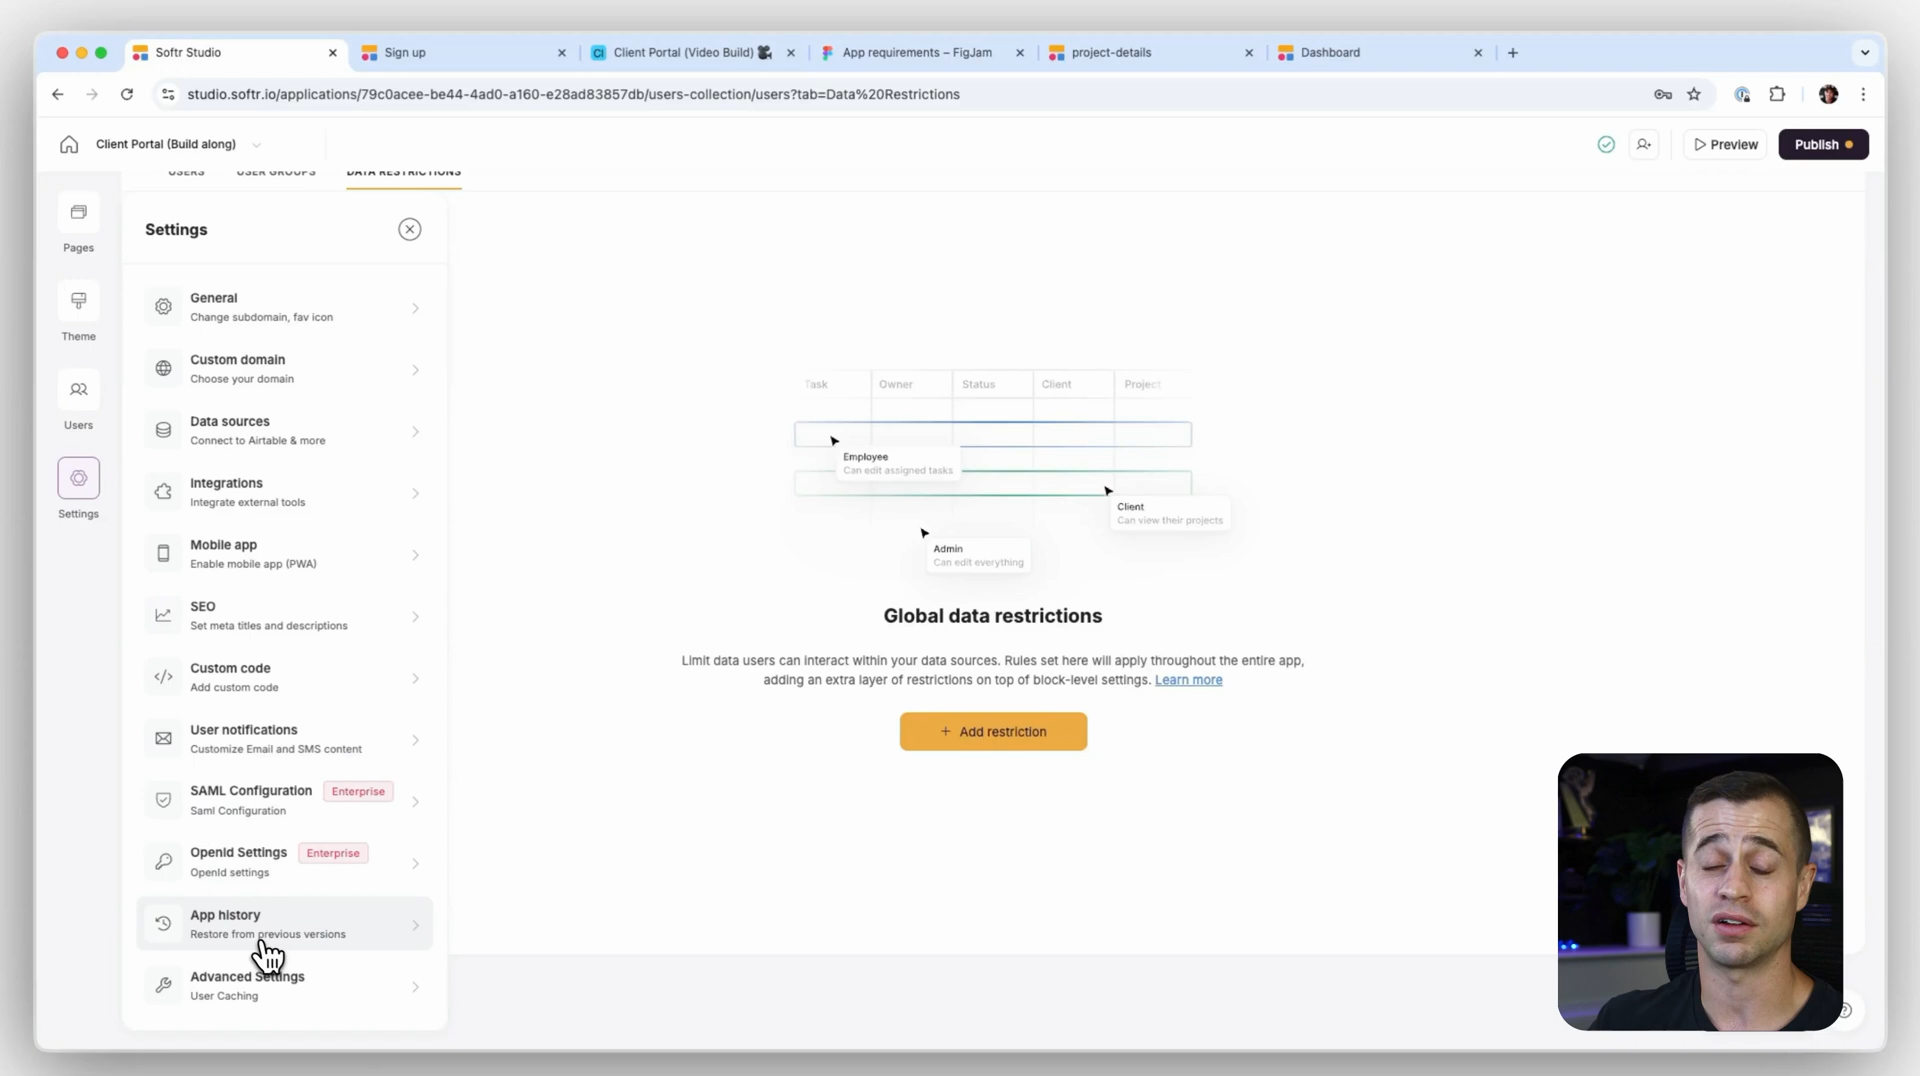 Softr Studio
Sign up
Client Portal (Video Build)
App requirements – FigJam
project-details
Dashboard
studio.softr.io/applications/79c0acee-be44-4ad0-a160-e28ad83857db/users-collection/users?tab=Data%20Restrictions
Client Portal (Build along)
Preview
Publish
USERS
USER GROUPS
DATA RESTRICTIONS
Pages
Theme
Users
Settings
Settings
General
Change subdomain, fav icon
Custom domain
Choose your domain
Data sources
Connect to Airtable & more
Integrations
Integrate external tools
Mobile app
Enable mobile app (PWA)
SEO
Set meta titles and descriptions
Custom code
Add custom code
User notifications
Customize Email and SMS content
SAML Configuration
Enterprise
Saml Configuration
OpenId Settings
Enterprise
OpenId settings
App history
Restore from previous versions
Advanced Settings
User Caching
Task
Owner
Status
Client
Project
Employee
Can edit assigned tasks
Client
Can view their projects
Admin
Can edit everything
Global data restrictions
Limit data users can interact within your data sources. Rules set here will apply throughout the entire app,
adding an extra layer of restrictions on top of block-level settings. Learn more
+ Add restriction